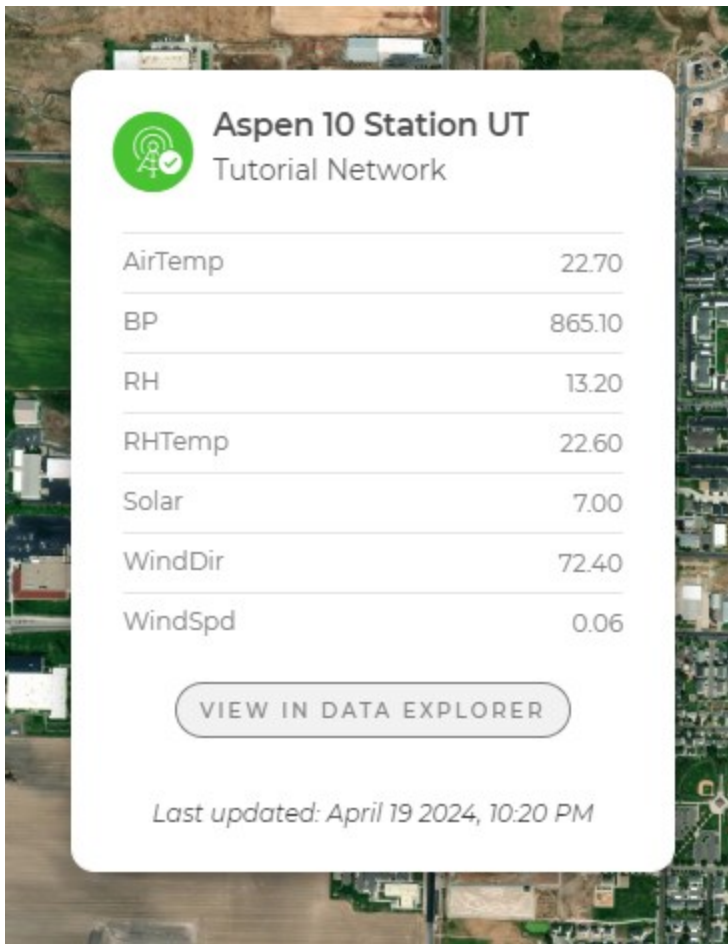 Aspen 10 Station UT
Tutorial Network
AirTemp 22.70
BP 865.10
RH 13.20
RHTemp 22.60
Solar 7.00
WindDir 72.40
WindSpd 0.06
VIEW IN DATA EXPLORER
Last updated: April 19 2024, 10:20 PM